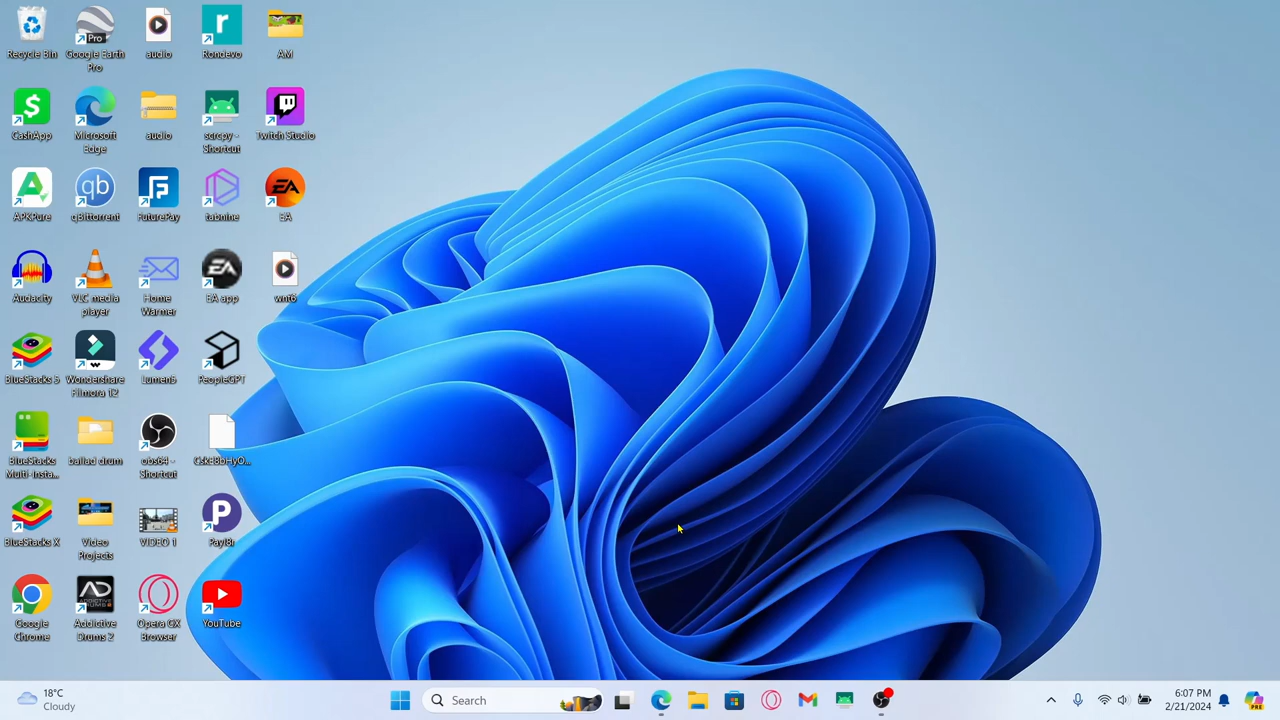 Recycle Bin
Google Earth
Pro
audio
Rondevo
AM
CashApp
Microsoft
Edge
audio
scrcpy -
Shortcut
Twitch Studio
APKPure
qBittorrent
FuturePay
tabnine
EA
Audacity
VLC media
player
Home
Warmer
EA app
wnf6
BlueStacks 5
Wondershare
Filmora 12
Lumen5
PeopleGPT
BlueStacks
Multi-Insta...
ballad drum
obs64 -
Shortcut
BlueStacks X
Video
Projects
VIDEO 1
Payl8r
Google
Chrome
Addictive
Drums 2
Opera GX
Browser
YouTube
18°C
Cloudy
Search
6:07 PM
2/21/2024